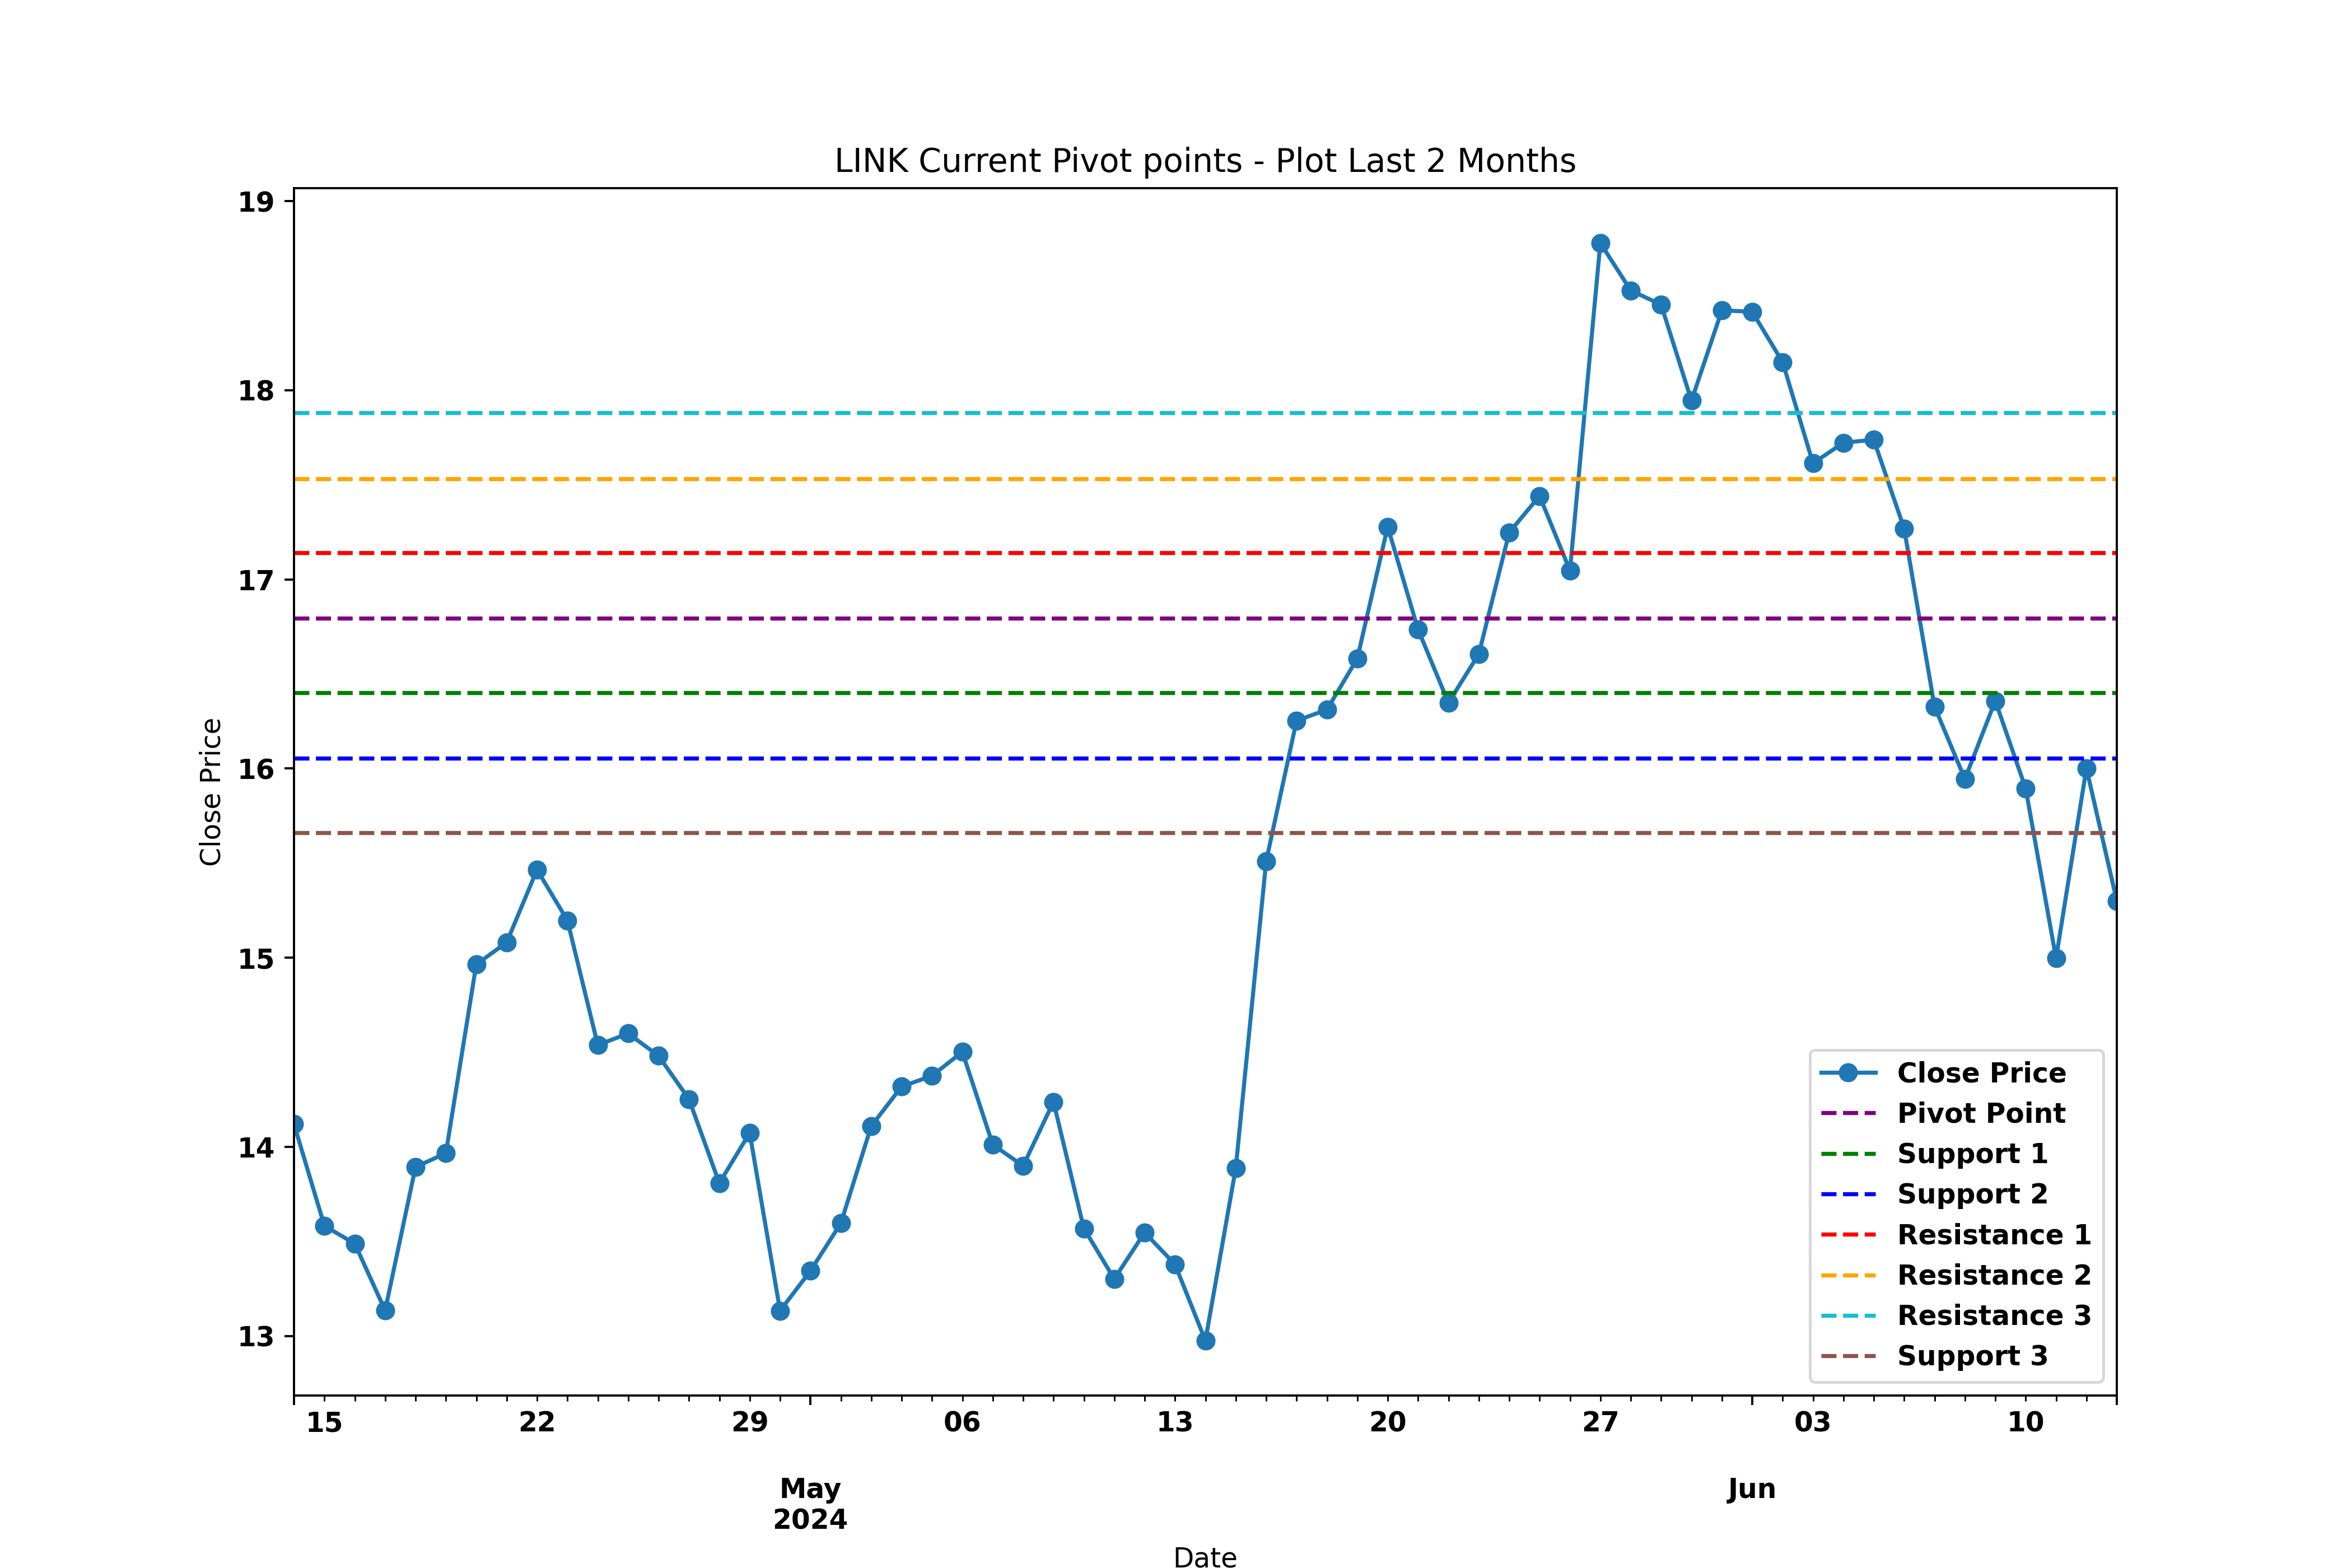 LINK Current Pivot points - Plot Last 2 Months
19
18
17
16
15
14
13
Close Price
Close Price
Pivot Point
Support 1
Support 2
Resistance 1
Resistance 2
Resistance 3
Support 3
15 22 29 06 13 20 27 03 10
May Jun
2024
Date